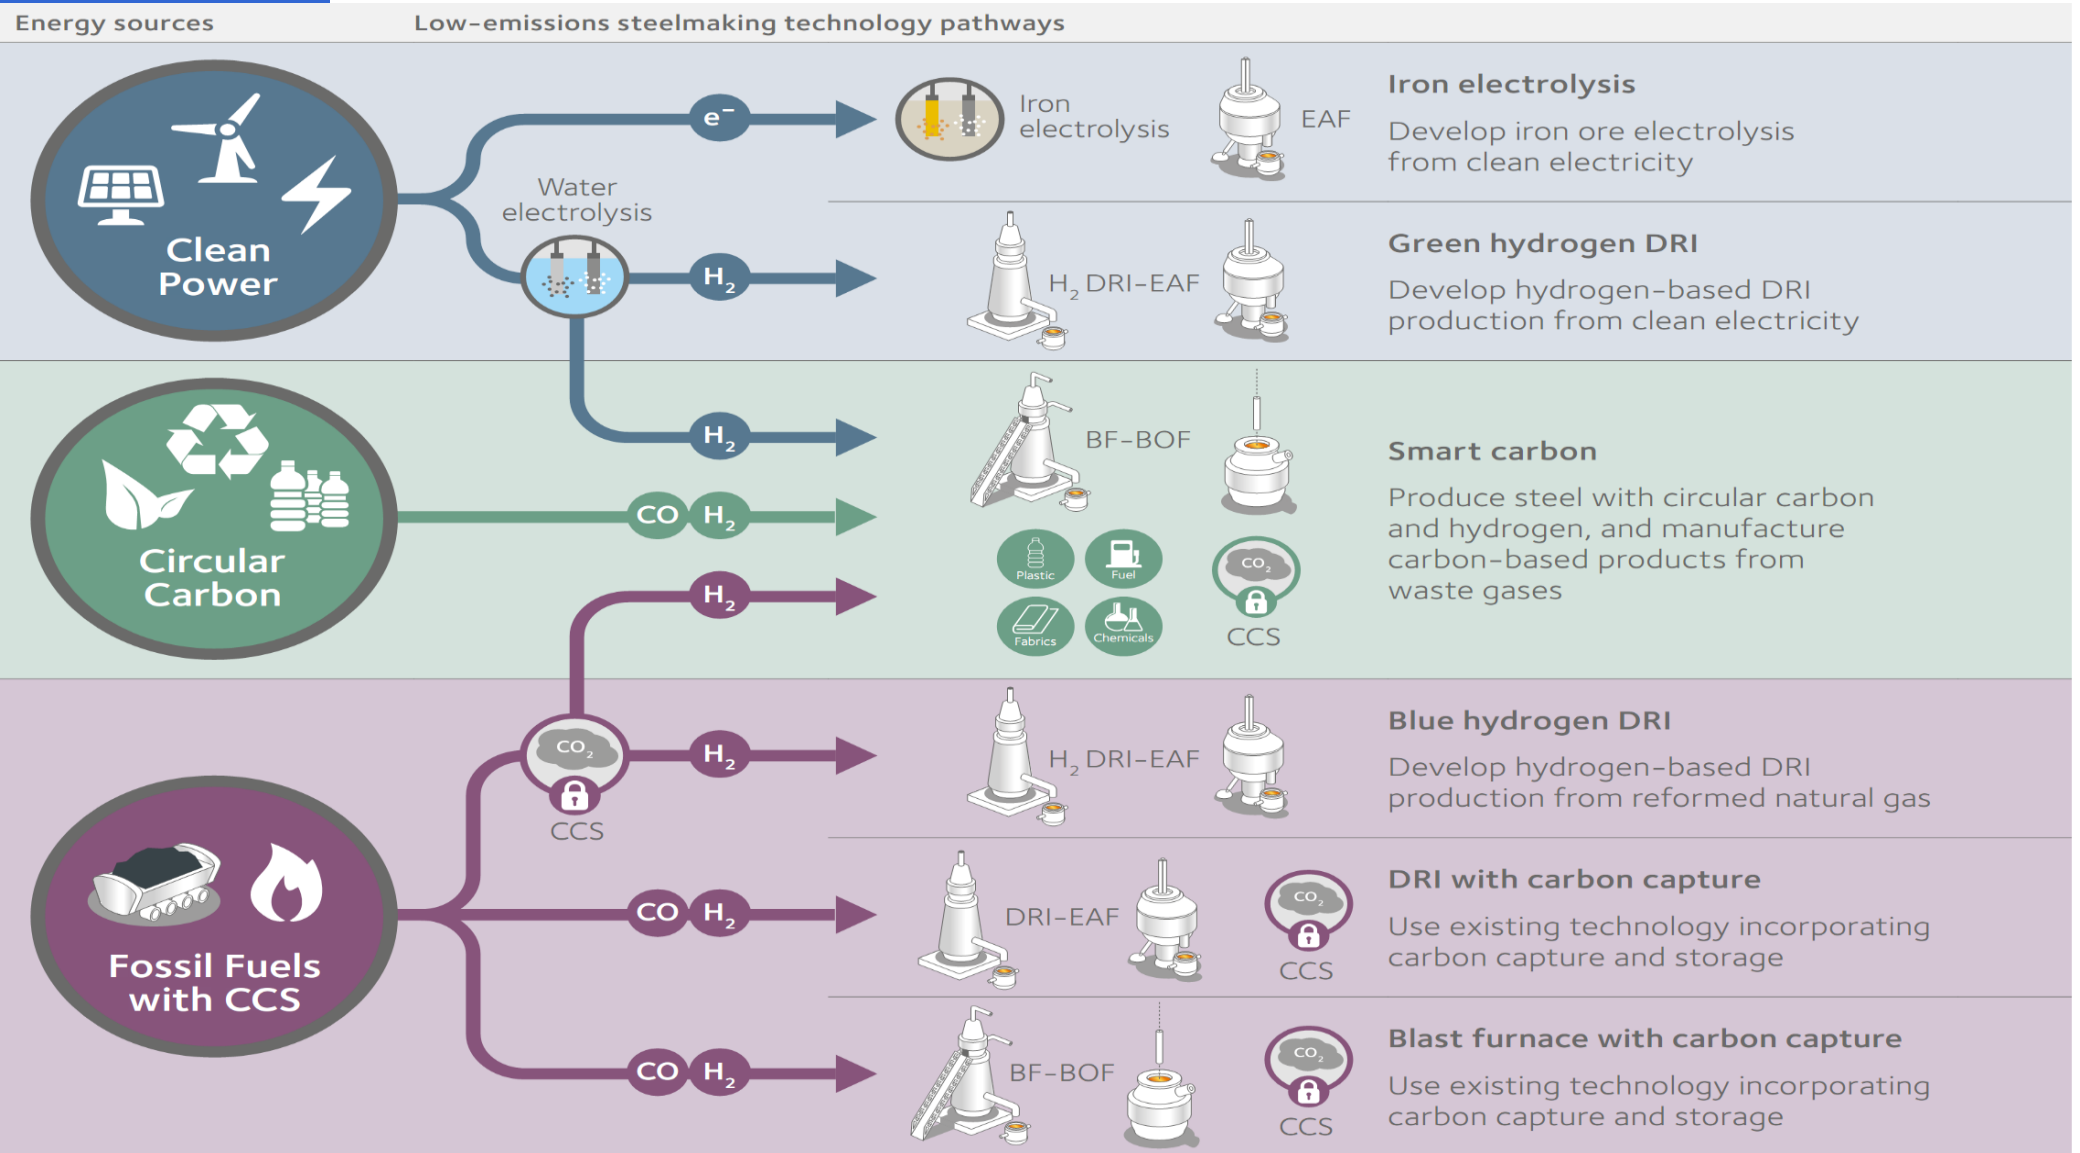 Energy sources
Low-emissions steelmaking technology pathways
Clean
Power
e⁻
Iron
electrolysis
EAF
Iron electrolysis
Develop iron ore electrolysis
from clean electricity
Water
electrolysis
H₂
H₂ DRI-EAF
Green hydrogen DRI
Develop hydrogen-based DRI
production from clean electricity
Circular
Carbon
H₂
CO H₂
H₂
BF-BOF
Plastic
Fuel
Fabrics
Chemicals
CO₂
CCS
Smart carbon
Produce steel with circular carbon
and hydrogen, and manufacture
carbon-based products from
waste gases
Fossil Fuels
with CCS
CO₂
CCS
H₂
H₂ DRI-EAF
Blue hydrogen DRI
Develop hydrogen-based DRI
production from reformed natural gas
CO H₂
DRI-EAF
CO₂
CCS
DRI with carbon capture
Use existing technology incorporating
carbon capture and storage
CO H₂
BF-BOF
CO₂
CCS
Blast furnace with carbon capture
Use existing technology incorporating
carbon capture and storage